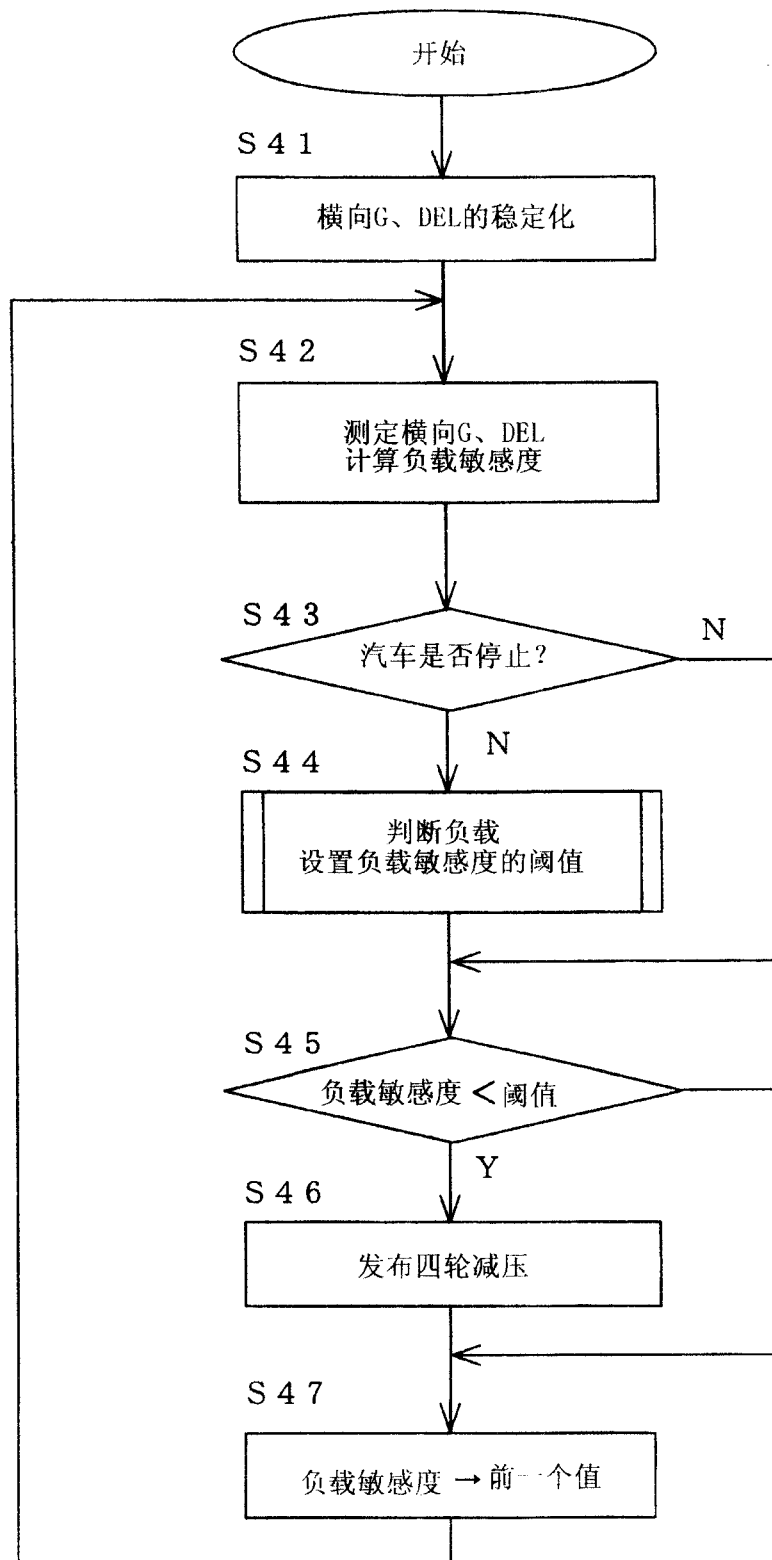 开始
S41
横向G、DEL的稳定化
S42
测定横向G、DEL
计算负载敏感度
S43
汽车是否停止?
N
N
S44
判断负载
设置负载敏感度的阈值
S45
负载敏感度<阈值
Y
S46
发布四轮减压
S47
负载敏感度→前一个值